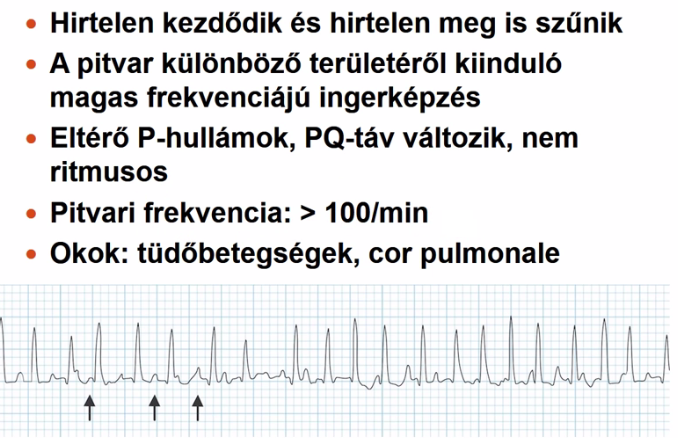 • Hirtelen kezdődik és hirtelen meg is szűnik
• A pitvar különböző területéről kiinduló
magas frekvenciájú ingerképzés
• Eltérő P-hullámok, PQ-táv változik, nem
ritmusos
• Pitvari frekvencia: > 100/min
• Okok: tüdőbetegségek, cor pulmonale